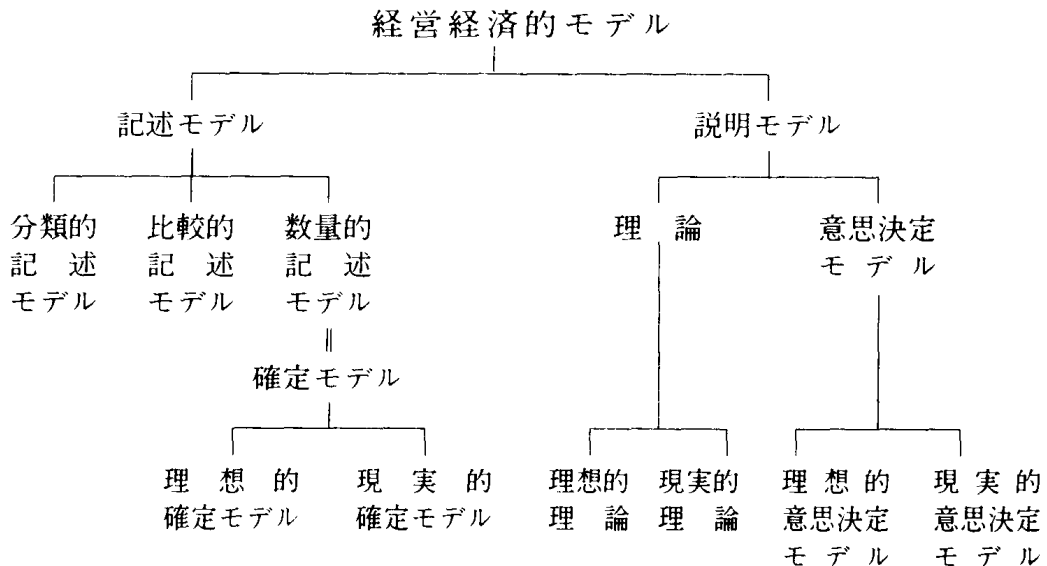 経営経済的モデル
記述モデル
説明モデル
分類的
記述
モデル
比較的
記述
モデル
数量的
記述
モデル
‖
確定モデル
理論
意思決定
モデル
理想的
確定モデル
現実的
確定モデル
理想的
理論
現実的
理論
理想的
意思決定
モデル
現実的
意思決定
モデル